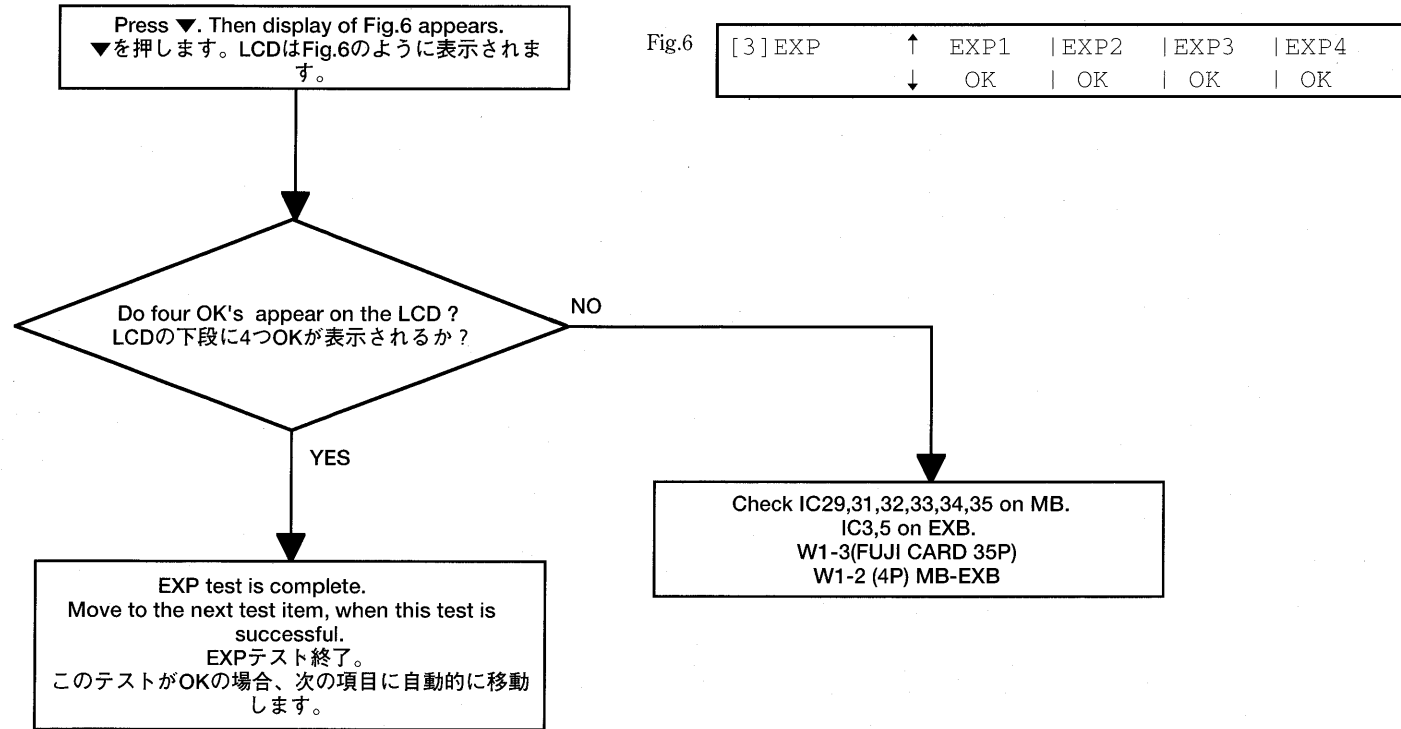 Press ▼. Then display of Fig.6 appears.
▼を押します。LCDはFig.6のように表示されま
す。
Fig.6
[3]EXP ↑ EXP1 |EXP2 |EXP3 |EXP4
↓ OK | OK | OK | OK
Do four OK's appear on the LCD ?
LCDの下段に4つOKが表示されるか?
NO
YES
Check IC29,31,32,33,34,35 on MB.
IC3,5 on EXB.
W1-3(FUJI CARD 35P)
W1-2 (4P) MB-EXB
EXP test is complete.
Move to the next test item, when this test is
successful.
EXPテスト終了。
このテストがOKの場合、次の項目に自動的に移動
します。